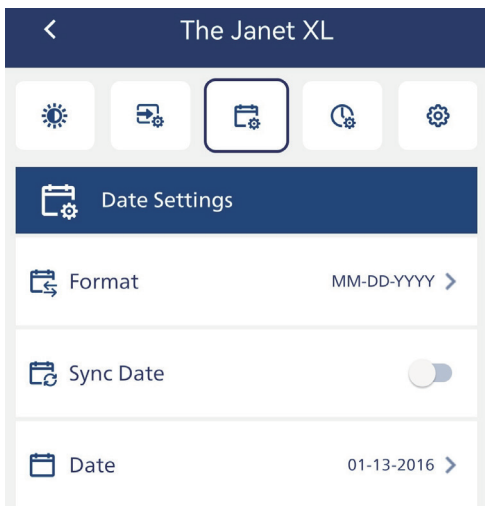 The Janet XL
Date Settings
Format MM-DD-YYYY
Sync Date
Date 01-13-2016